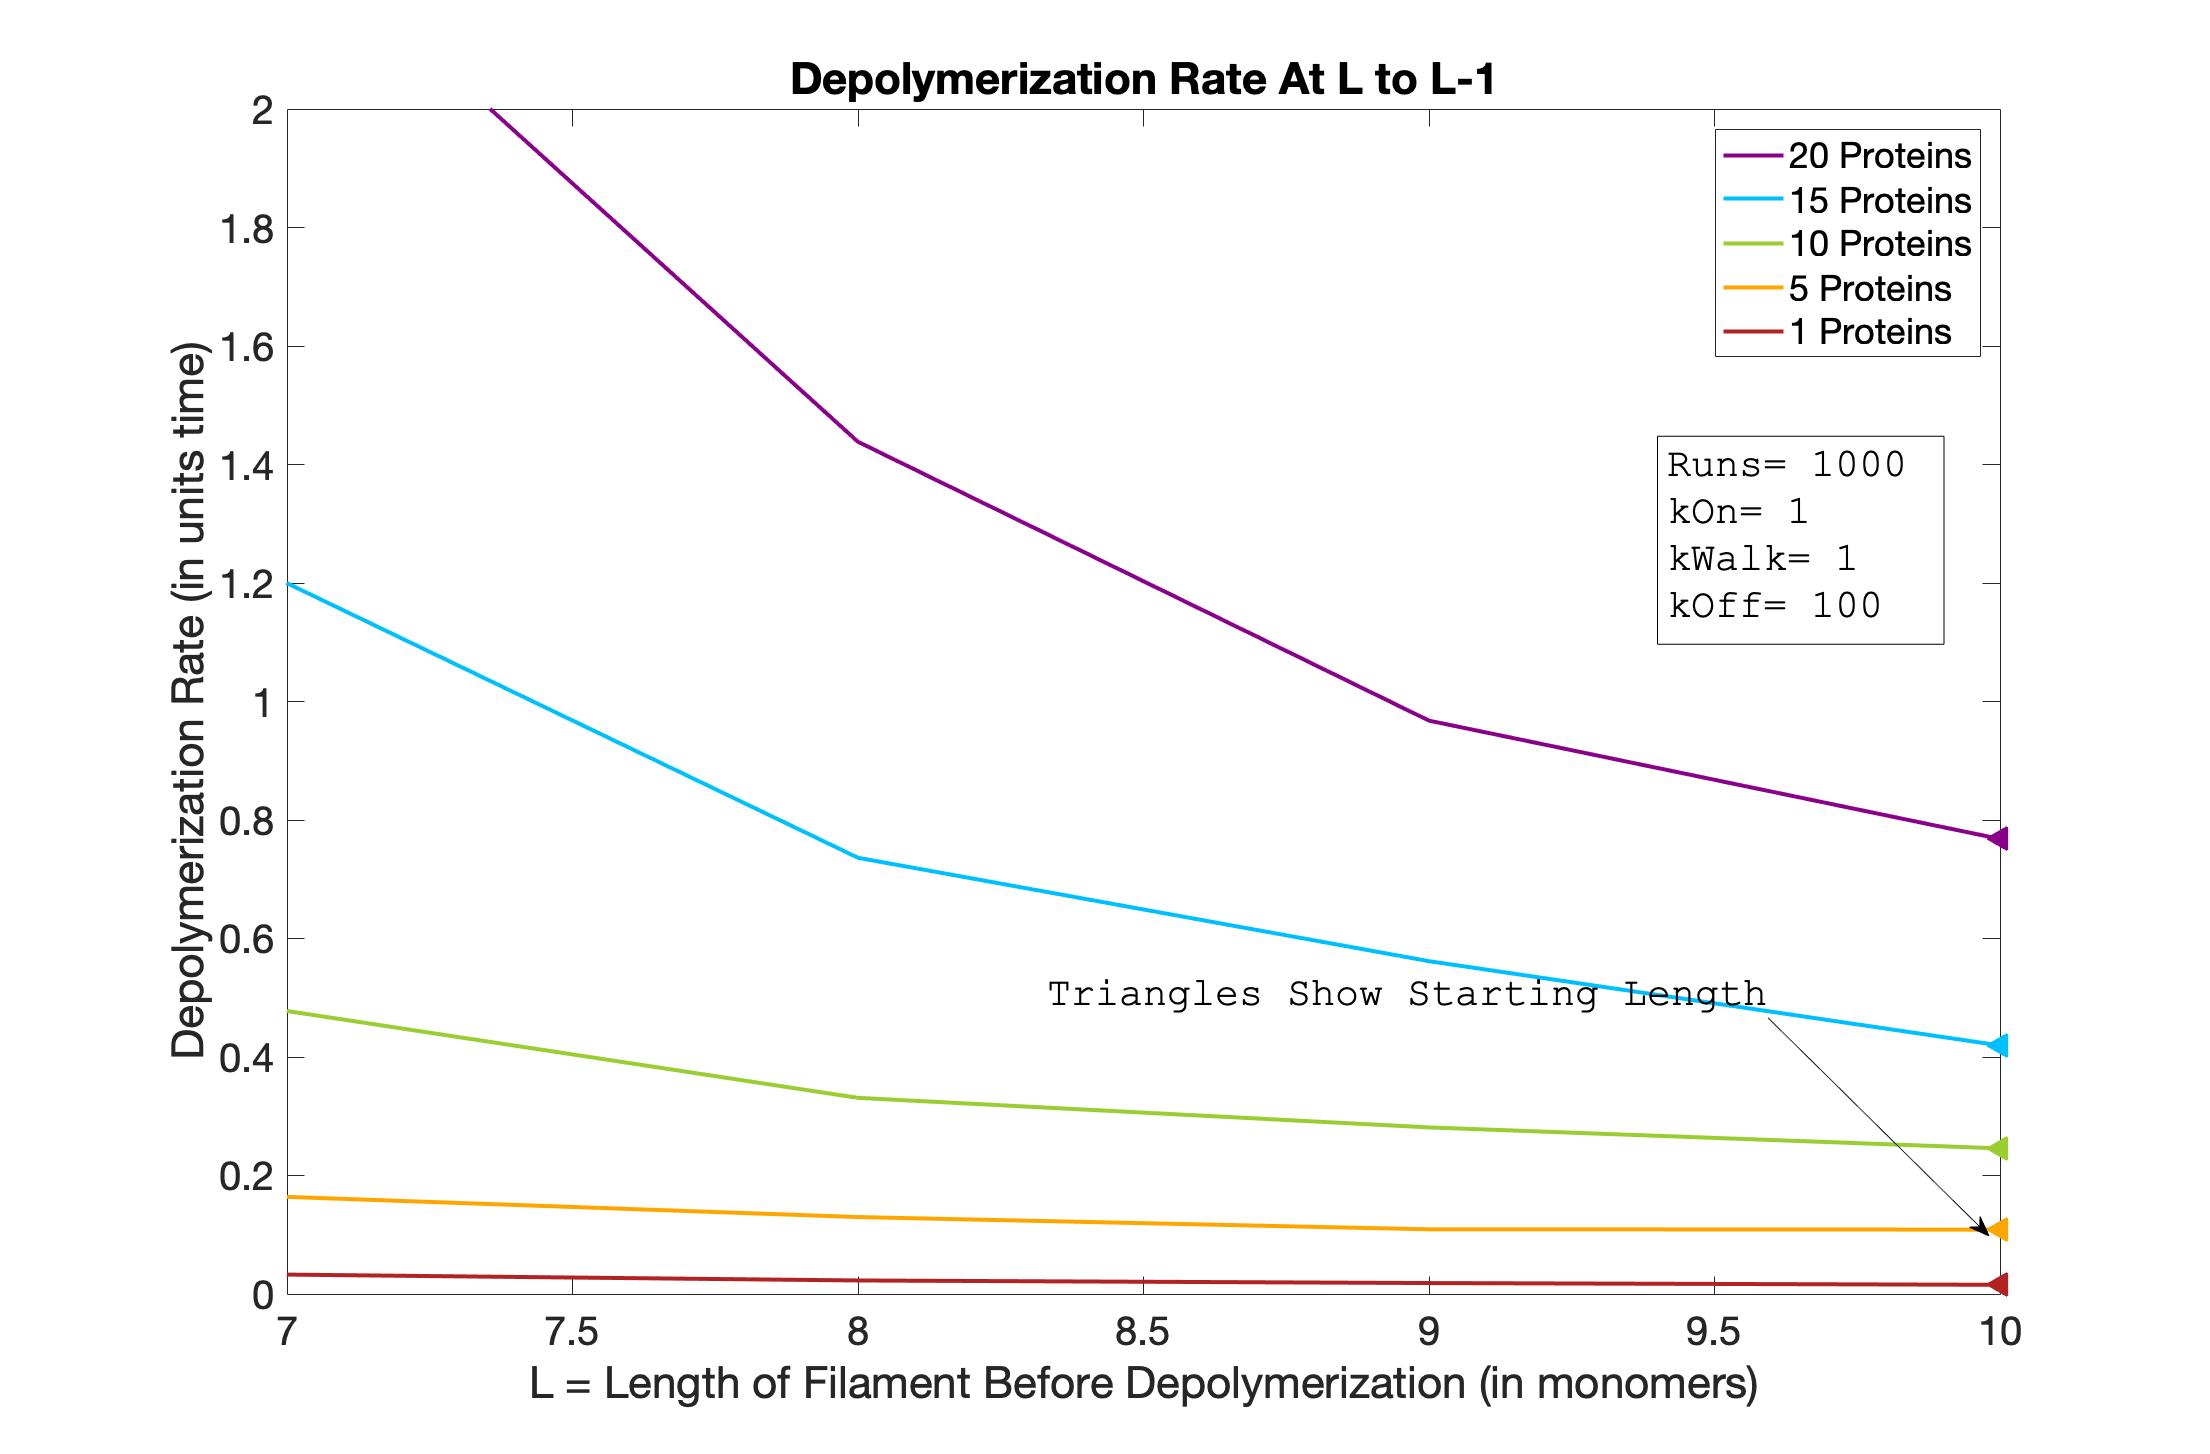 Depolymerization Rate At L to L-1
2
1.8
1.6
1.4
1.2
1
0.8
0.6
0.4
0.2
0
Depolymerization Rate (in units time)
20 Proteins
15 Proteins
10 Proteins
5 Proteins
1 Proteins
Runs= 1000
kOn= 1
kWalk= 1
kOff= 100
Triangles Show Starting Length
7 7.5 8 8.5 9 9.5 10
L = Length of Filament Before Depolymerization (in monomers)